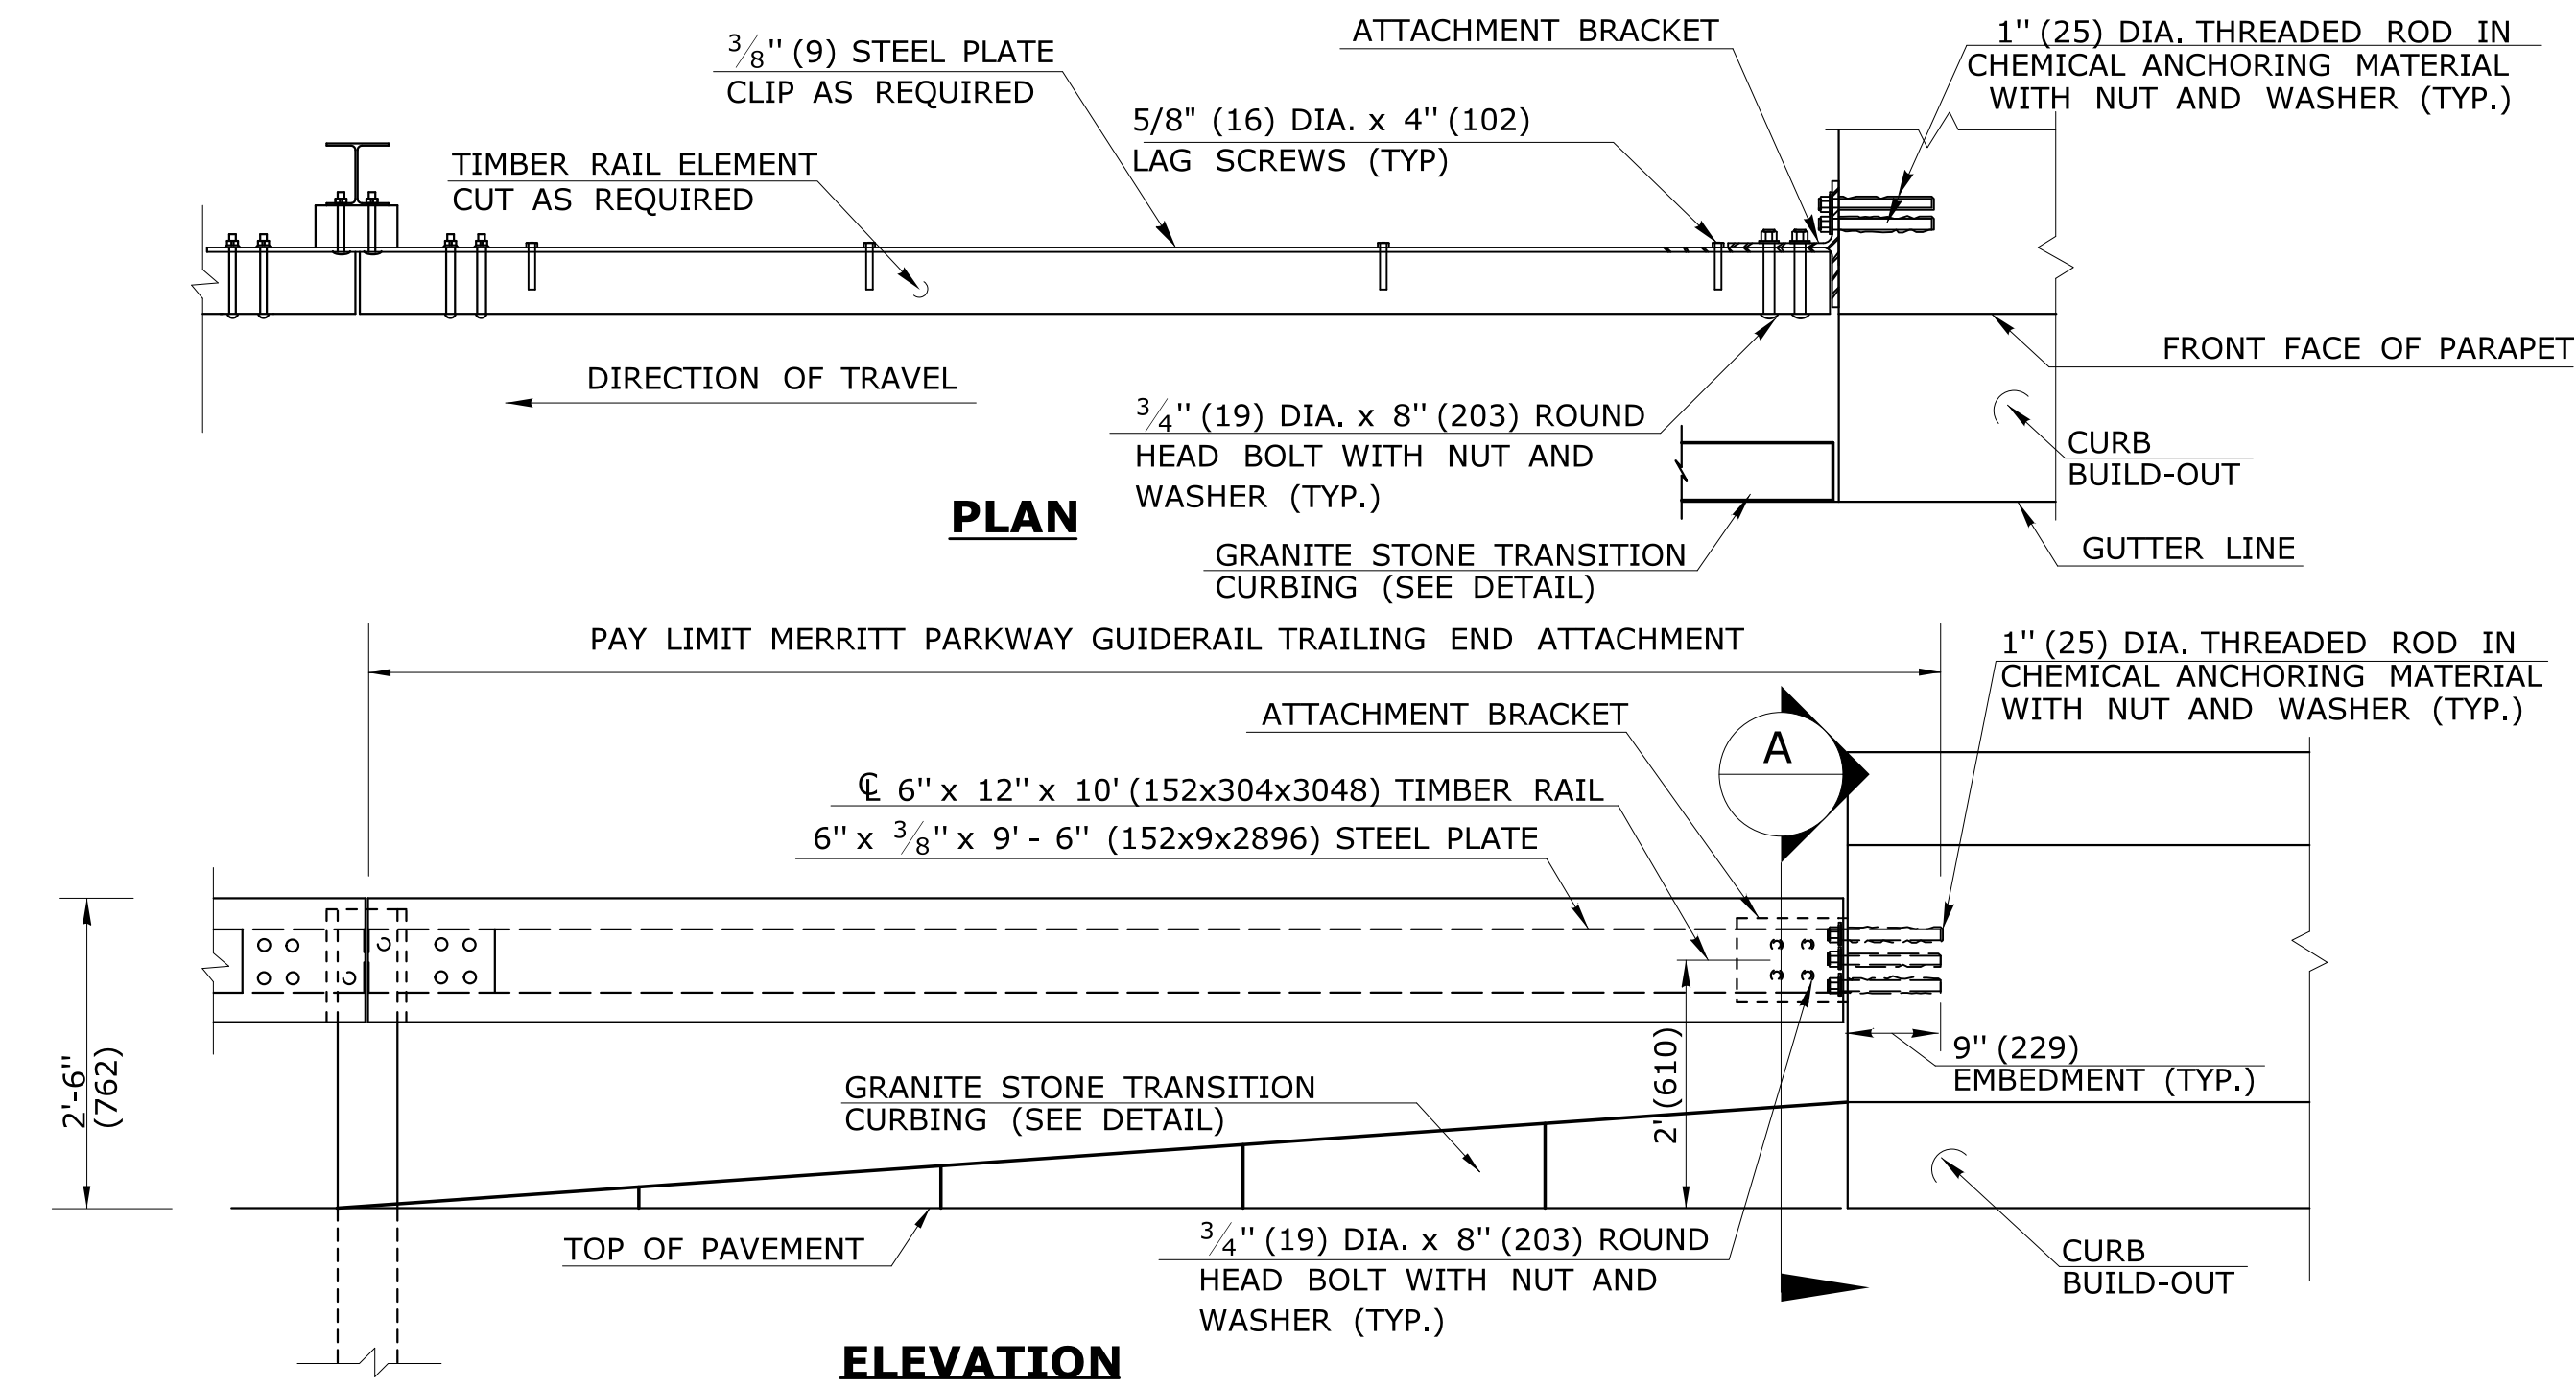 3/8" (9) STEEL PLATE
CLIP AS REQUIRED
ATTACHMENT BRACKET
1" (25) DIA. THREADED ROD IN
CHEMICAL ANCHORING MATERIAL
WITH NUT AND WASHER (TYP.)
5/8" (16) DIA. x 4" (102)
LAG SCREWS (TYP)
TIMBER RAIL ELEMENT
CUT AS REQUIRED
FRONT FACE OF PARAPET
DIRECTION OF TRAVEL
3/4" (19) DIA. x 8" (203) ROUND
HEAD BOLT WITH NUT AND
WASHER (TYP.)
CURB
BUILD-OUT
PLAN
GUTTER LINE
GRANITE STONE TRANSITION
CURBING (SEE DETAIL)
PAY LIMIT MERRITT PARKWAY GUIDERAIL TRAILING END ATTACHMENT
1" (25) DIA. THREADED ROD IN
CHEMICAL ANCHORING MATERIAL
WITH NUT AND WASHER (TYP.)
ATTACHMENT BRACKET
A
℄ 6" x 12" x 10' (152x304x3048) TIMBER RAIL
6" x 3/8" x 9' - 6" (152x9x2896) STEEL PLATE
2'-6"
(762)
2' (610)
9" (229)
EMBEDMENT (TYP.)
GRANITE STONE TRANSITION
CURBING (SEE DETAIL)
TOP OF PAVEMENT
3/4" (19) DIA. x 8" (203) ROUND
HEAD BOLT WITH NUT AND
WASHER (TYP.)
CURB
BUILD-OUT
ELEVATION